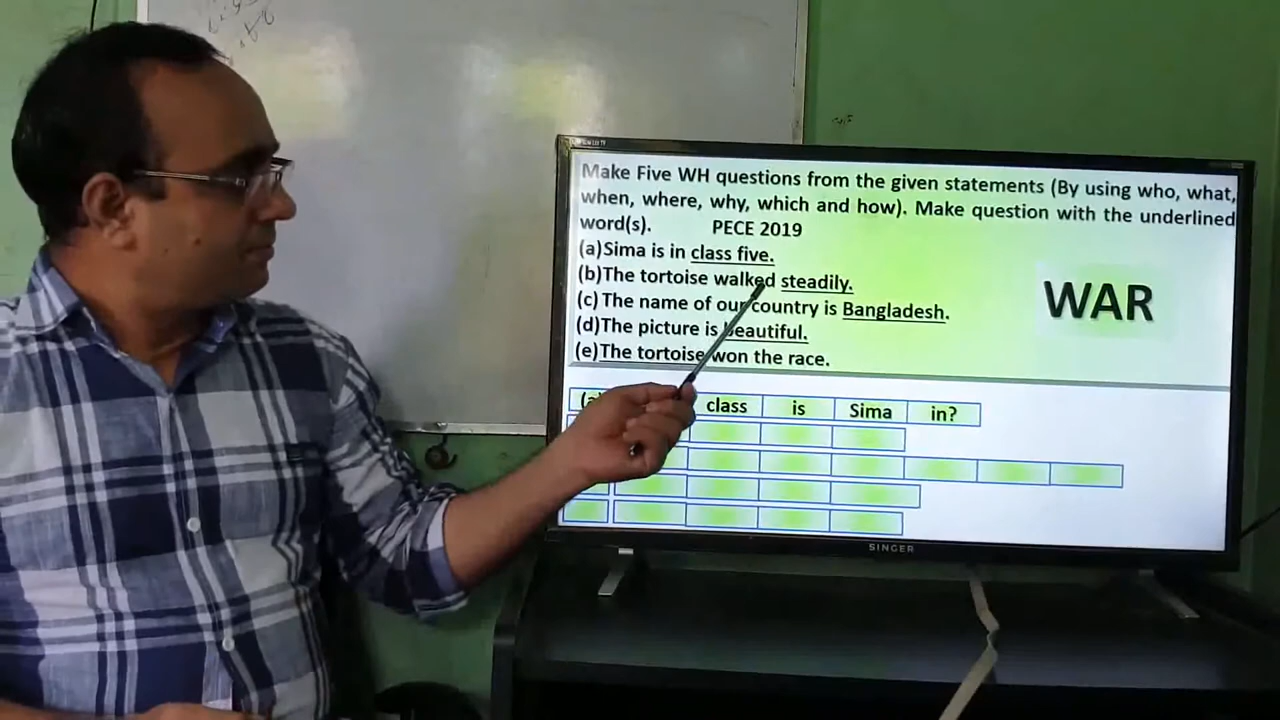 Make Five WH questions from the given statements (By using who, what,
when, where, why, which and how). Make question with the underlined
word(s). PECE 2019
(a)Sima is in class five.
(b)The tortoise walked steadily.
(c) The name of our country is Bangladesh.
(d)The picture is beautiful.
(e)The tortoise won the race.
WAR
class is Sima in?
SINGER